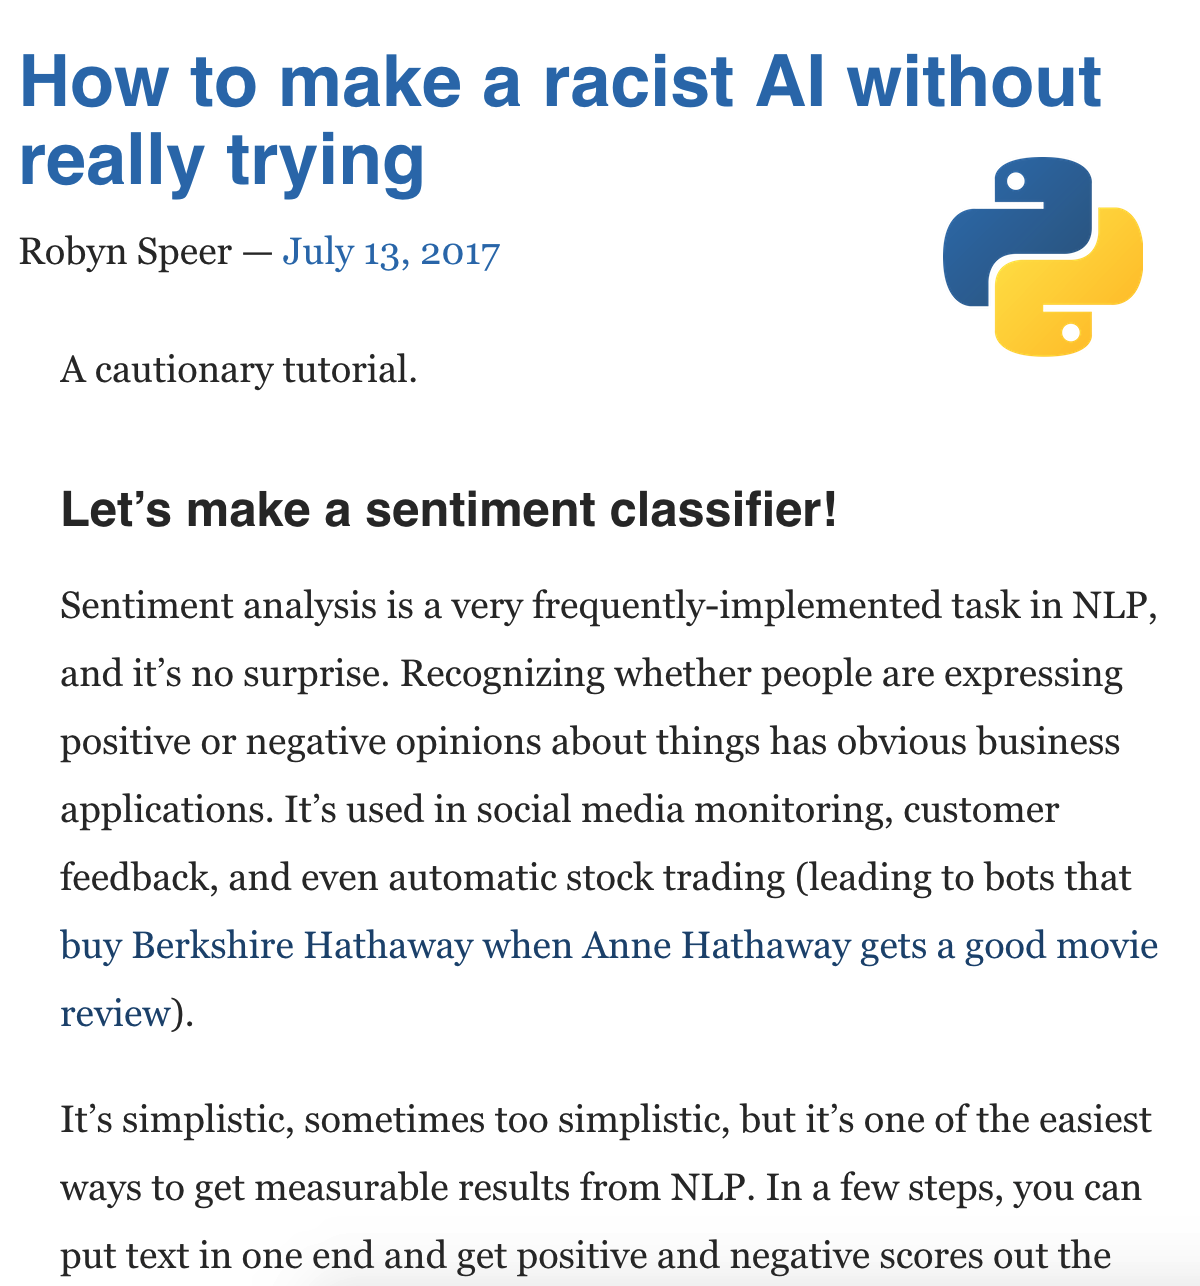 How to make a racist AI without
really trying
Robyn Speer — July 13, 2017
A cautionary tutorial.
Let’s make a sentiment classifier!
Sentiment analysis is a very frequently-implemented task in NLP,
and it’s no surprise. Recognizing whether people are expressing
positive or negative opinions about things has obvious business
applications. It’s used in social media monitoring, customer
feedback, and even automatic stock trading (leading to bots that
buy Berkshire Hathaway when Anne Hathaway gets a good movie
review).
It’s simplistic, sometimes too simplistic, but it’s one of the easiest
ways to get measurable results from NLP. In a few steps, you can
put text in one end and get positive and negative scores out the